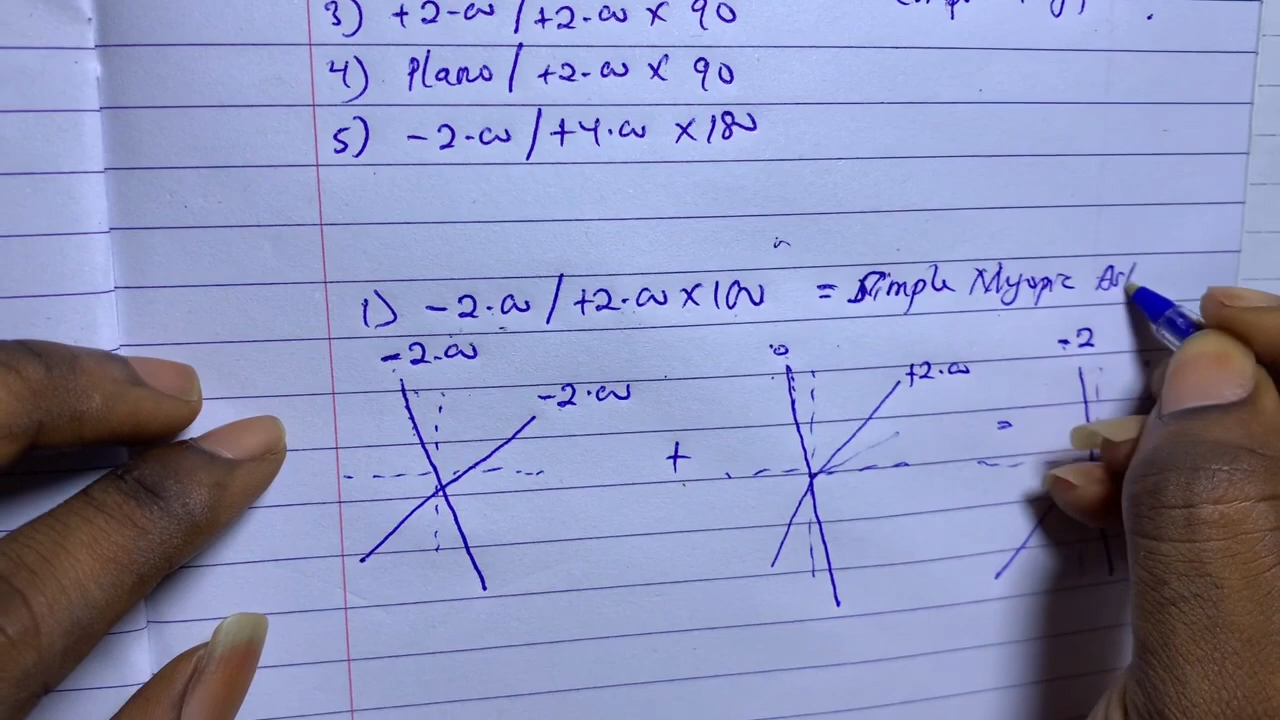 3) +2.00 / +2.00 × 90
4) Plano / +2.00 × 90
5) -2.00 / +4.00 × 180
1) -2.00 / +2.00 × 100 = Simple Myopic
-2.00
-2.00
+
0
+2.00
=
-2